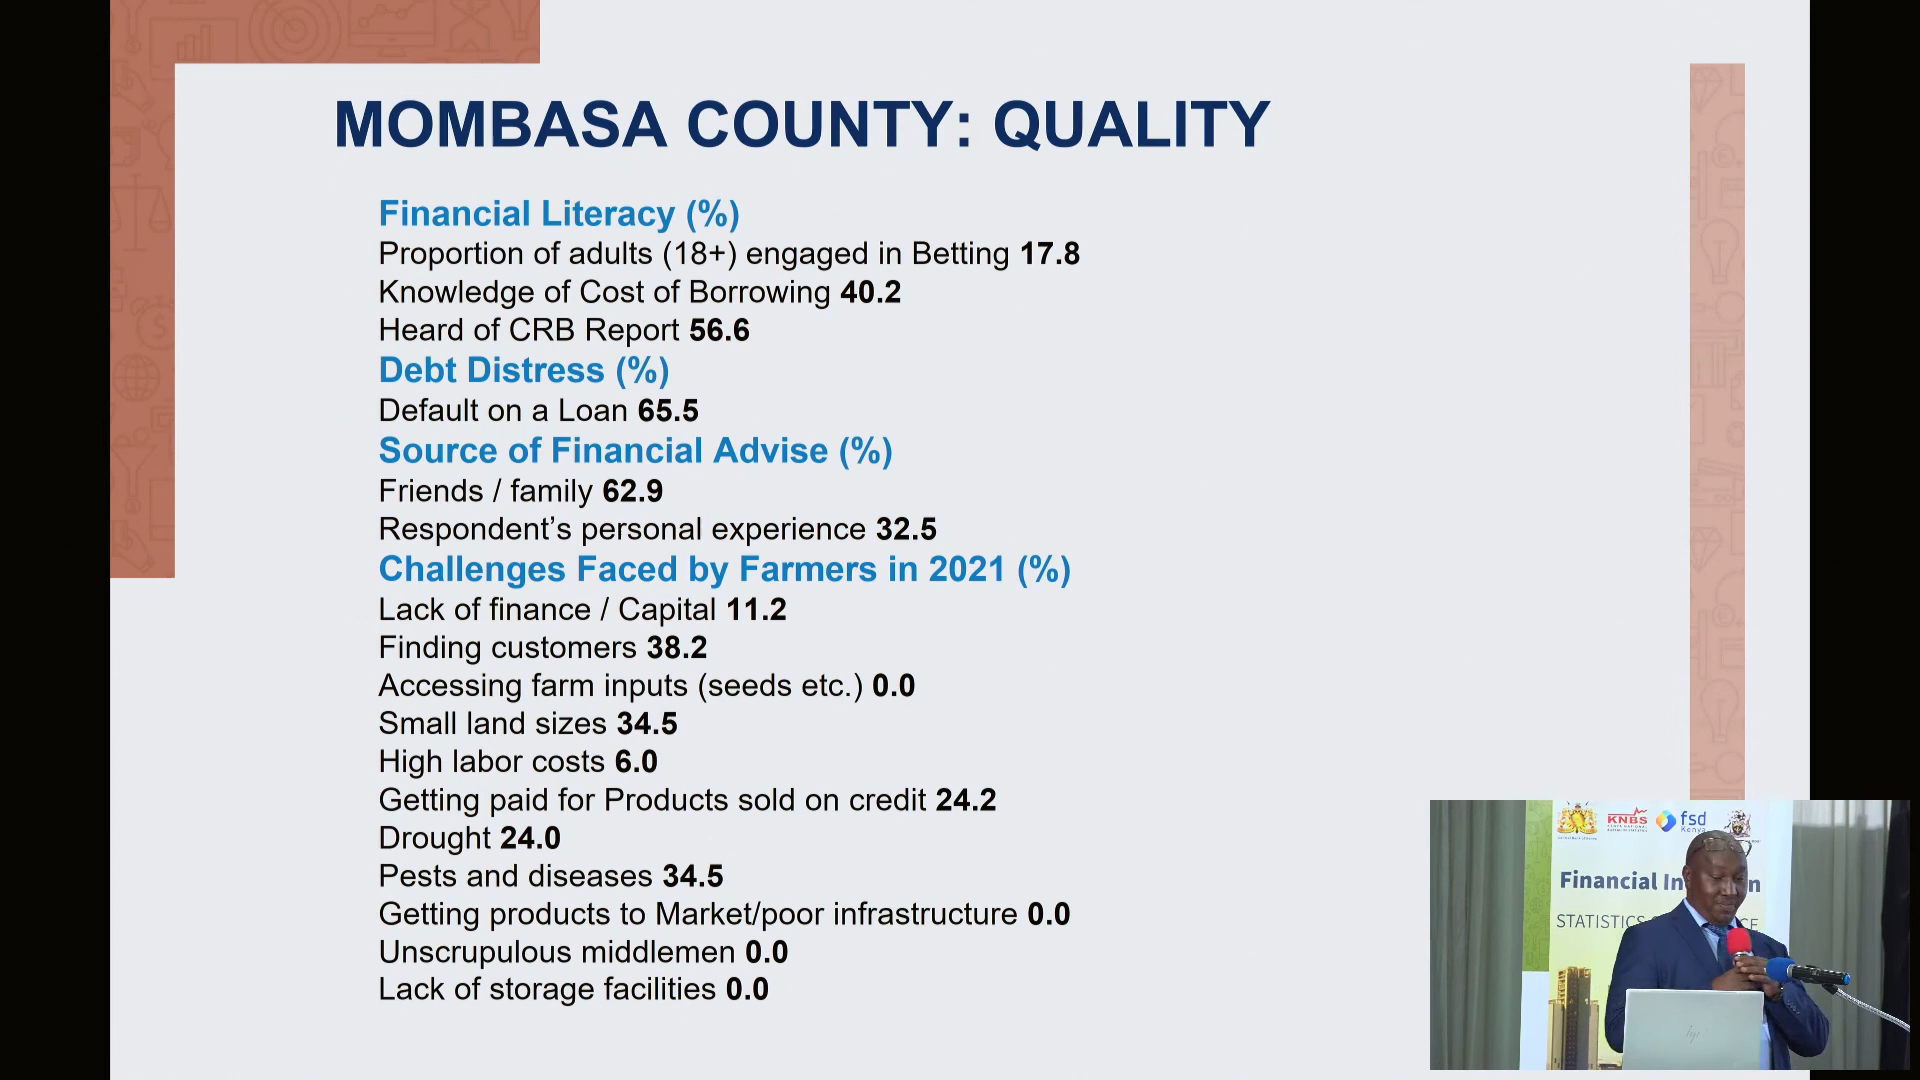 MOMBASA COUNTY: QUALITY
Financial Literacy (%)
Proportion of adults (18+) engaged in Betting 17.8
Knowledge of Cost of Borrowing 40.2
Heard of CRB Report 56.6
Debt Distress (%)
Default on a Loan 65.5
Source of Financial Advise (%)
Friends / family 62.9
Respondent’s personal experience 32.5
Challenges Faced by Farmers in 2021 (%)
Lack of finance / Capital 11.2
Finding customers 38.2
Accessing farm inputs (seeds etc.) 0.0
Small land sizes 34.5
High labor costs 6.0
Getting paid for Products sold on credit 24.2
Drought 24.0
Pests and diseases 34.5
Getting products to Market/poor infrastructure 0.0
Unscrupulous middlemen 0.0
Lack of storage facilities 0.0
KNBS
fsd
Kenya
Financial In n
STATISTICS
hp